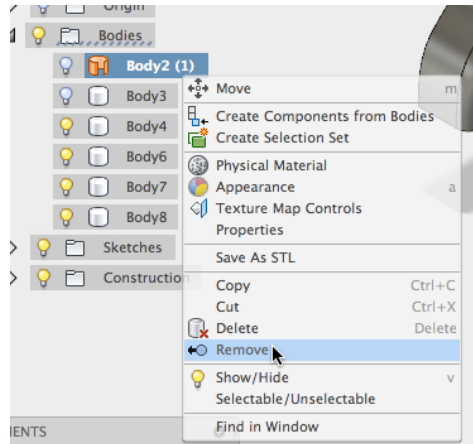 Origin
Bodies
Body2 (1)
Move m
Body3
Create Components from Bodies
Body4
Create Selection Set
Body6
Physical Material
Body7
Appearance a
Texture Map Controls
Body8
Properties
Sketches
Save As STL
Construction
Copy Ctrl+C
Cut Ctrl+X
Delete Delete
Remove
Show/Hide v
Selectable/Unselectable
Find in Window